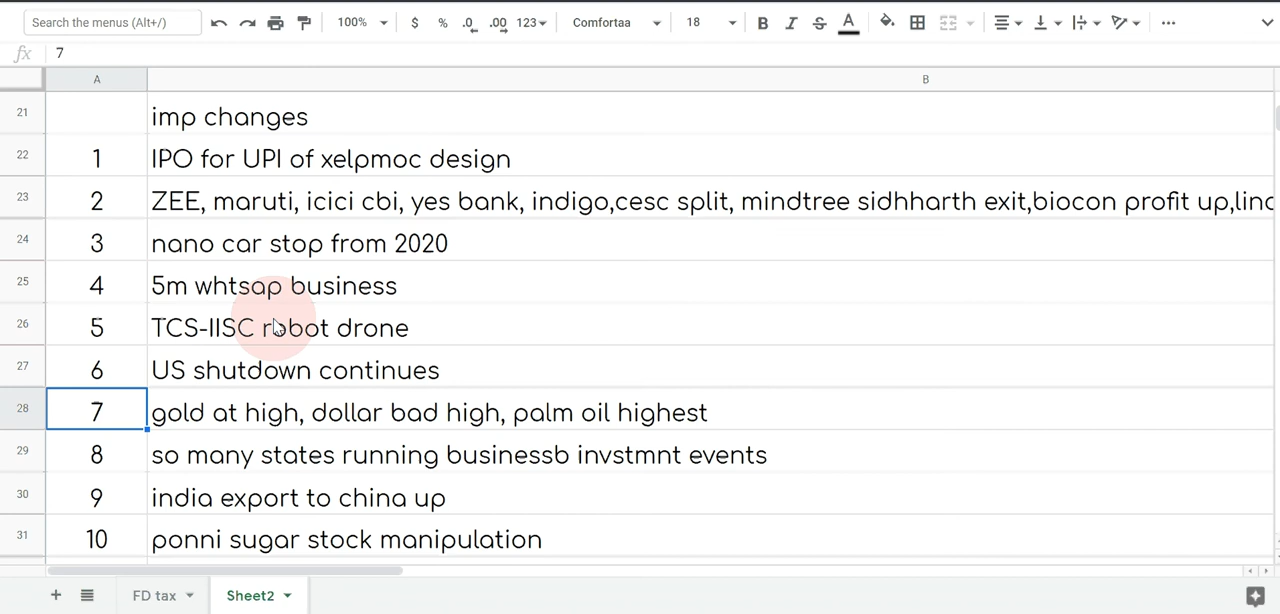 Search the menus (Alt+/) 100% $ % .0 .00 123 Comfortaa 18 B I S A
fx 7
A B
21 imp changes
22 1 IPO for UPI of xelpmoc design
23 2 ZEE, maruti, icici cbi, yes bank, indigo,cesc split, mindtree sidhharth exit,biocon profit up,
24 3 nano car stop from 2020
25 4 5m whtsap business
26 5 TCS-IISC robot drone
27 6 US shutdown continues
28 7 gold at high, dollar bad high, palm oil highest
29 8 so many states running businessb invstmnt events
30 9 india export to china up
31 10 ponni sugar stock manipulation
+ FD tax Sheet2